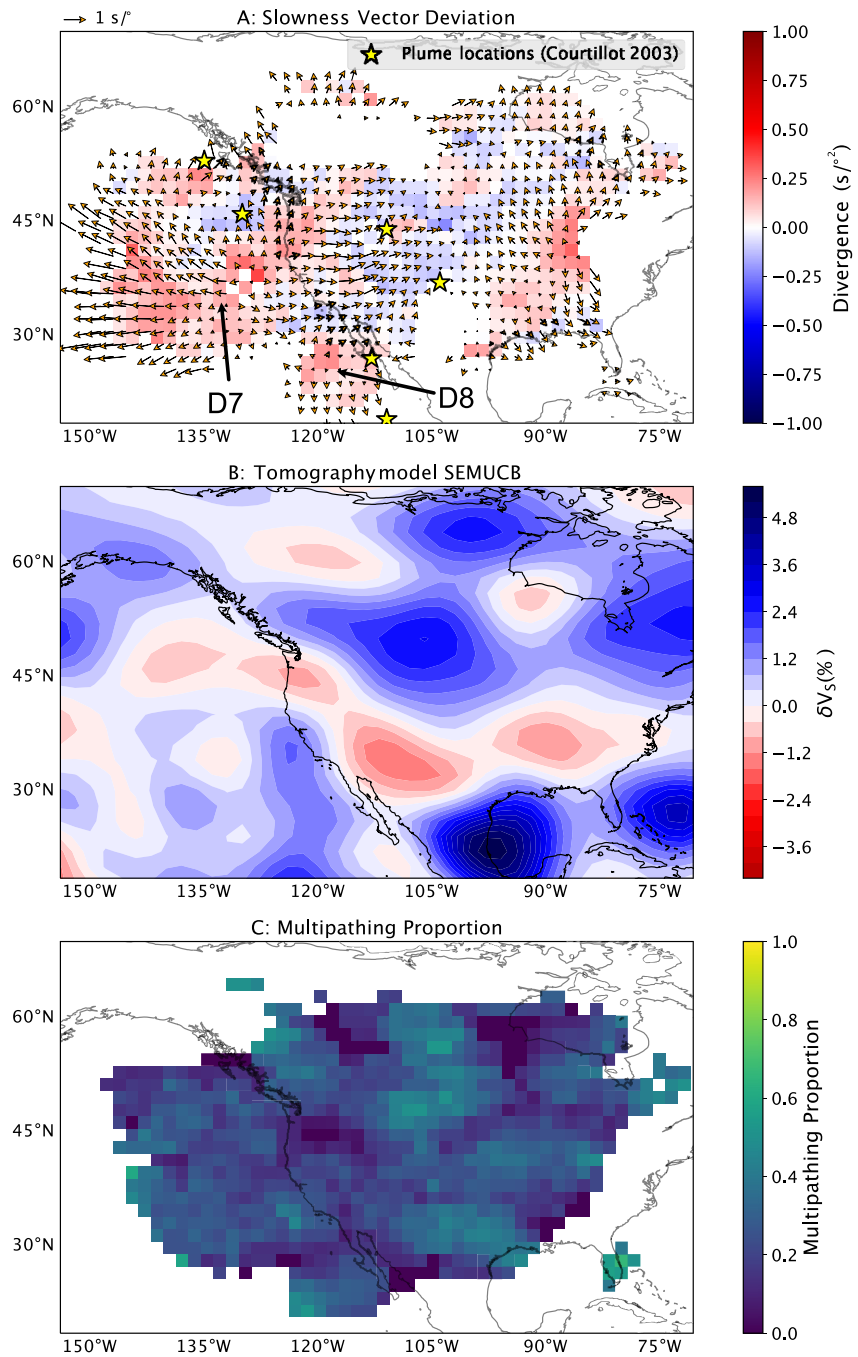 1 s/°
A: Slowness Vector Deviation
Plume locations (Courtillot 2003)
60°N
45°N
30°N
D7
D8
150°W 135°W 120°W 105°W 90°W 75°W
1.00
0.75
0.50
0.25
0.00
−0.25
−0.50
−0.75
−1.00
Divergence (s/°²)
B: Tomography model SEMUCB
60°N
45°N
30°N
150°W 135°W 120°W 105°W 90°W 75°W
4.8
3.6
2.4
1.2
0.0
−1.2
−2.4
−3.6
δVS(%)
C: Multipathing Proportion
60°N
45°N
30°N
150°W 135°W 120°W 105°W 90°W 75°W
1.0
0.8
0.6
0.4
0.2
0.0
Multipathing Proportion